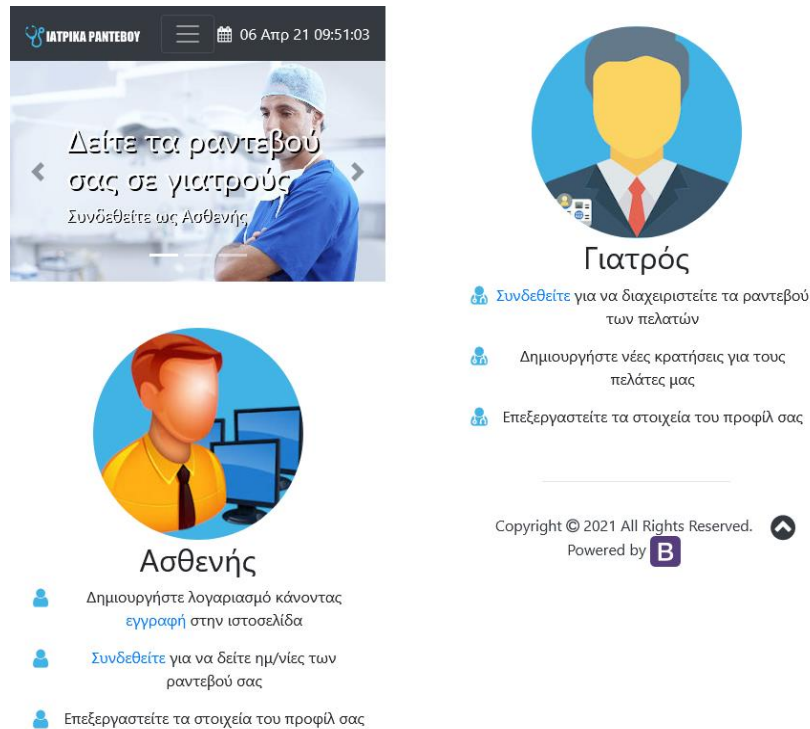 ΙΑΤΡΙΚΑ ΡΑΝΤΕΒΟΥ
06 Απρ 21 09:51:03
Δείτε τα ραντεβού
σας σε γιατρούς
Συνδεθείτε ως Ασθενής
Ασθενής
Δημιουργήστε λογαριασμό κάνοντας
εγγραφή στην ιστοσελίδα
Συνδεθείτε για να δείτε ημ/νίες των
ραντεβού σας
Επεξεργαστείτε τα στοιχεία του προφίλ σας
Γιατρός
Συνδεθείτε για να διαχειριστείτε τα ραντεβού
των πελατών
Δημιουργήστε νέες κρατήσεις για τους
πελάτες μας
Επεξεργαστείτε τα στοιχεία του προφίλ σας
Copyright © 2021 All Rights Reserved.
Powered by B